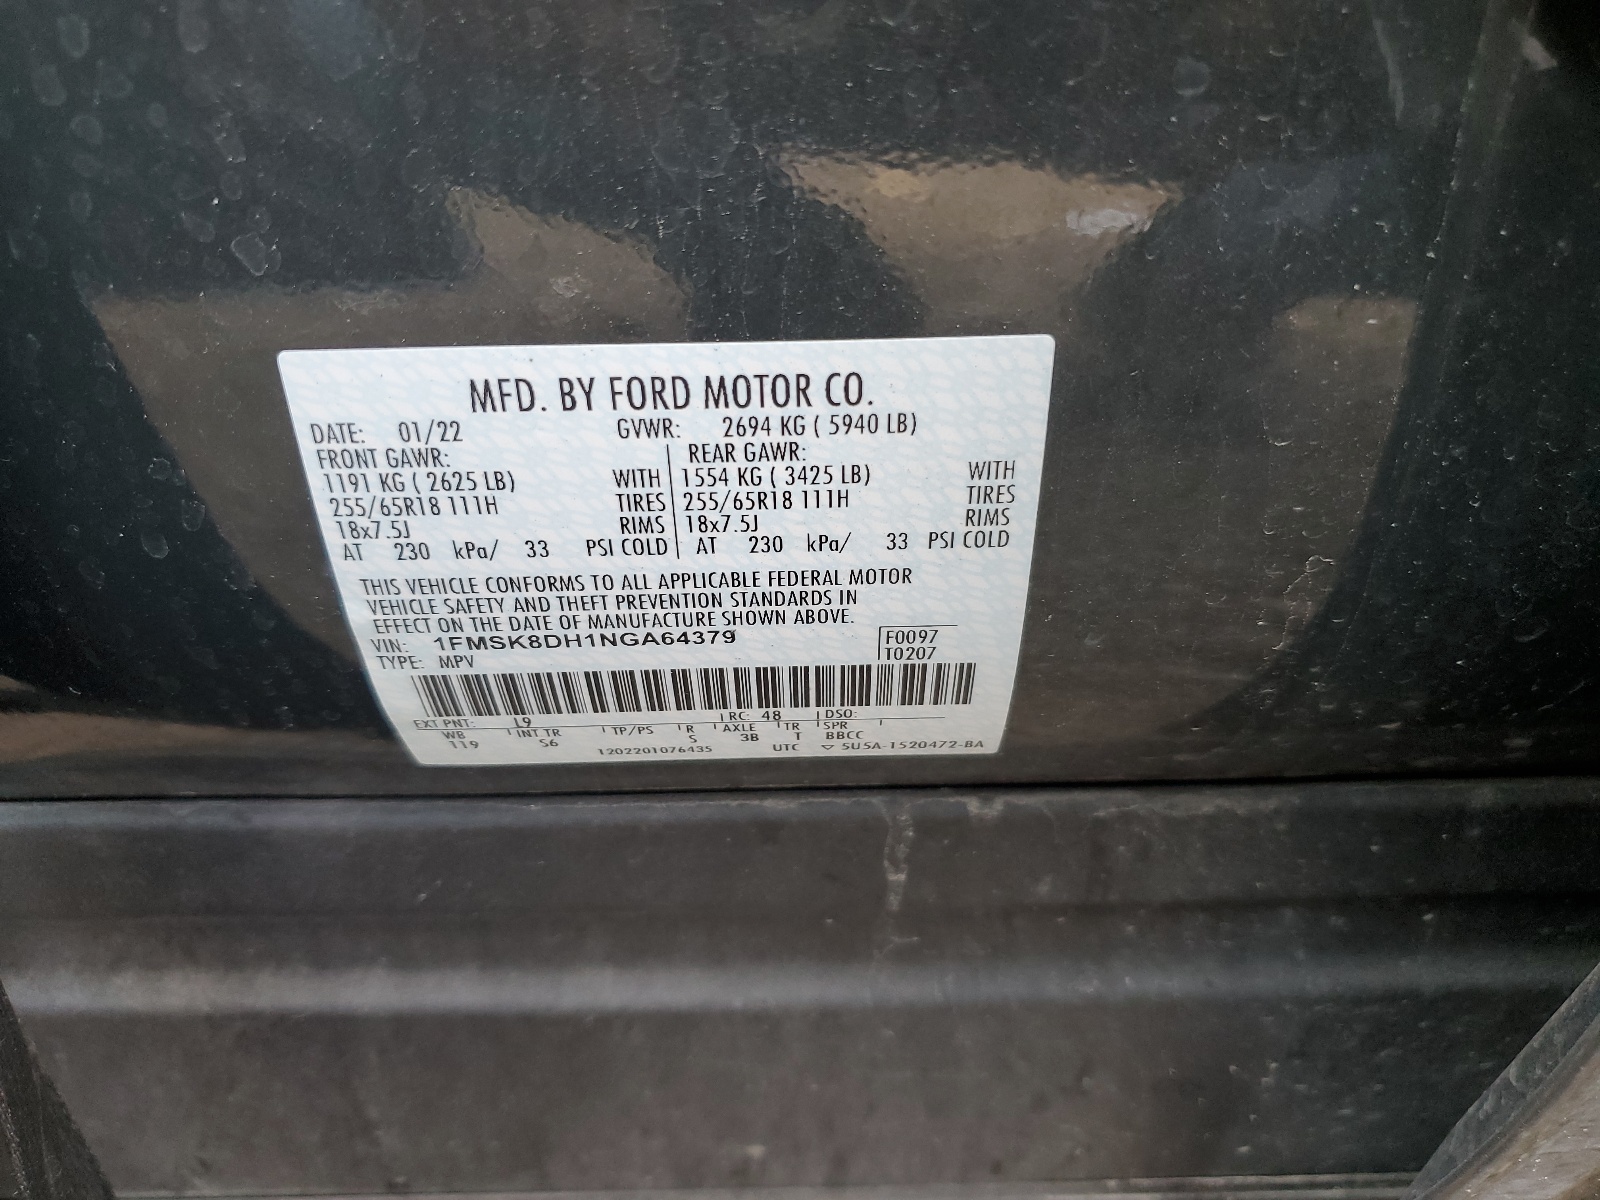 MFD. BY FORD MOTOR CO.
DATE: 01/22 GVWR: 2694 KG ( 5940 LB)
FRONT GAWR: REAR GAWR:
1191 KG ( 2625 LB) WITH 1554 KG ( 3425 LB) WITH
255/65R18 111H TIRES 255/65R18 111H TIRES
18x7.5J RIMS 18x7.5J RIMS
AT 230 kPa/ 33 PSI COLD AT 230 kPa/ 33 PSI COLD
THIS VEHICLE CONFORMS TO ALL APPLICABLE FEDERAL MOTOR
VEHICLE SAFETY AND THEFT PREVENTION STANDARDS IN
EFFECT ON THE DATE OF MANUFACTURE SHOWN ABOVE.
VIN: 1FMSK8DH1NGA64379 F0097
TYPE: MPV T0207
EXT PNT: L9 RC: 48 DSO:
WB INT TR TP/PS R AXLE TR SPR
119 S6 S 3B T BBCC
1202201076435 UTC ▽ 5U5A-1520472-BA